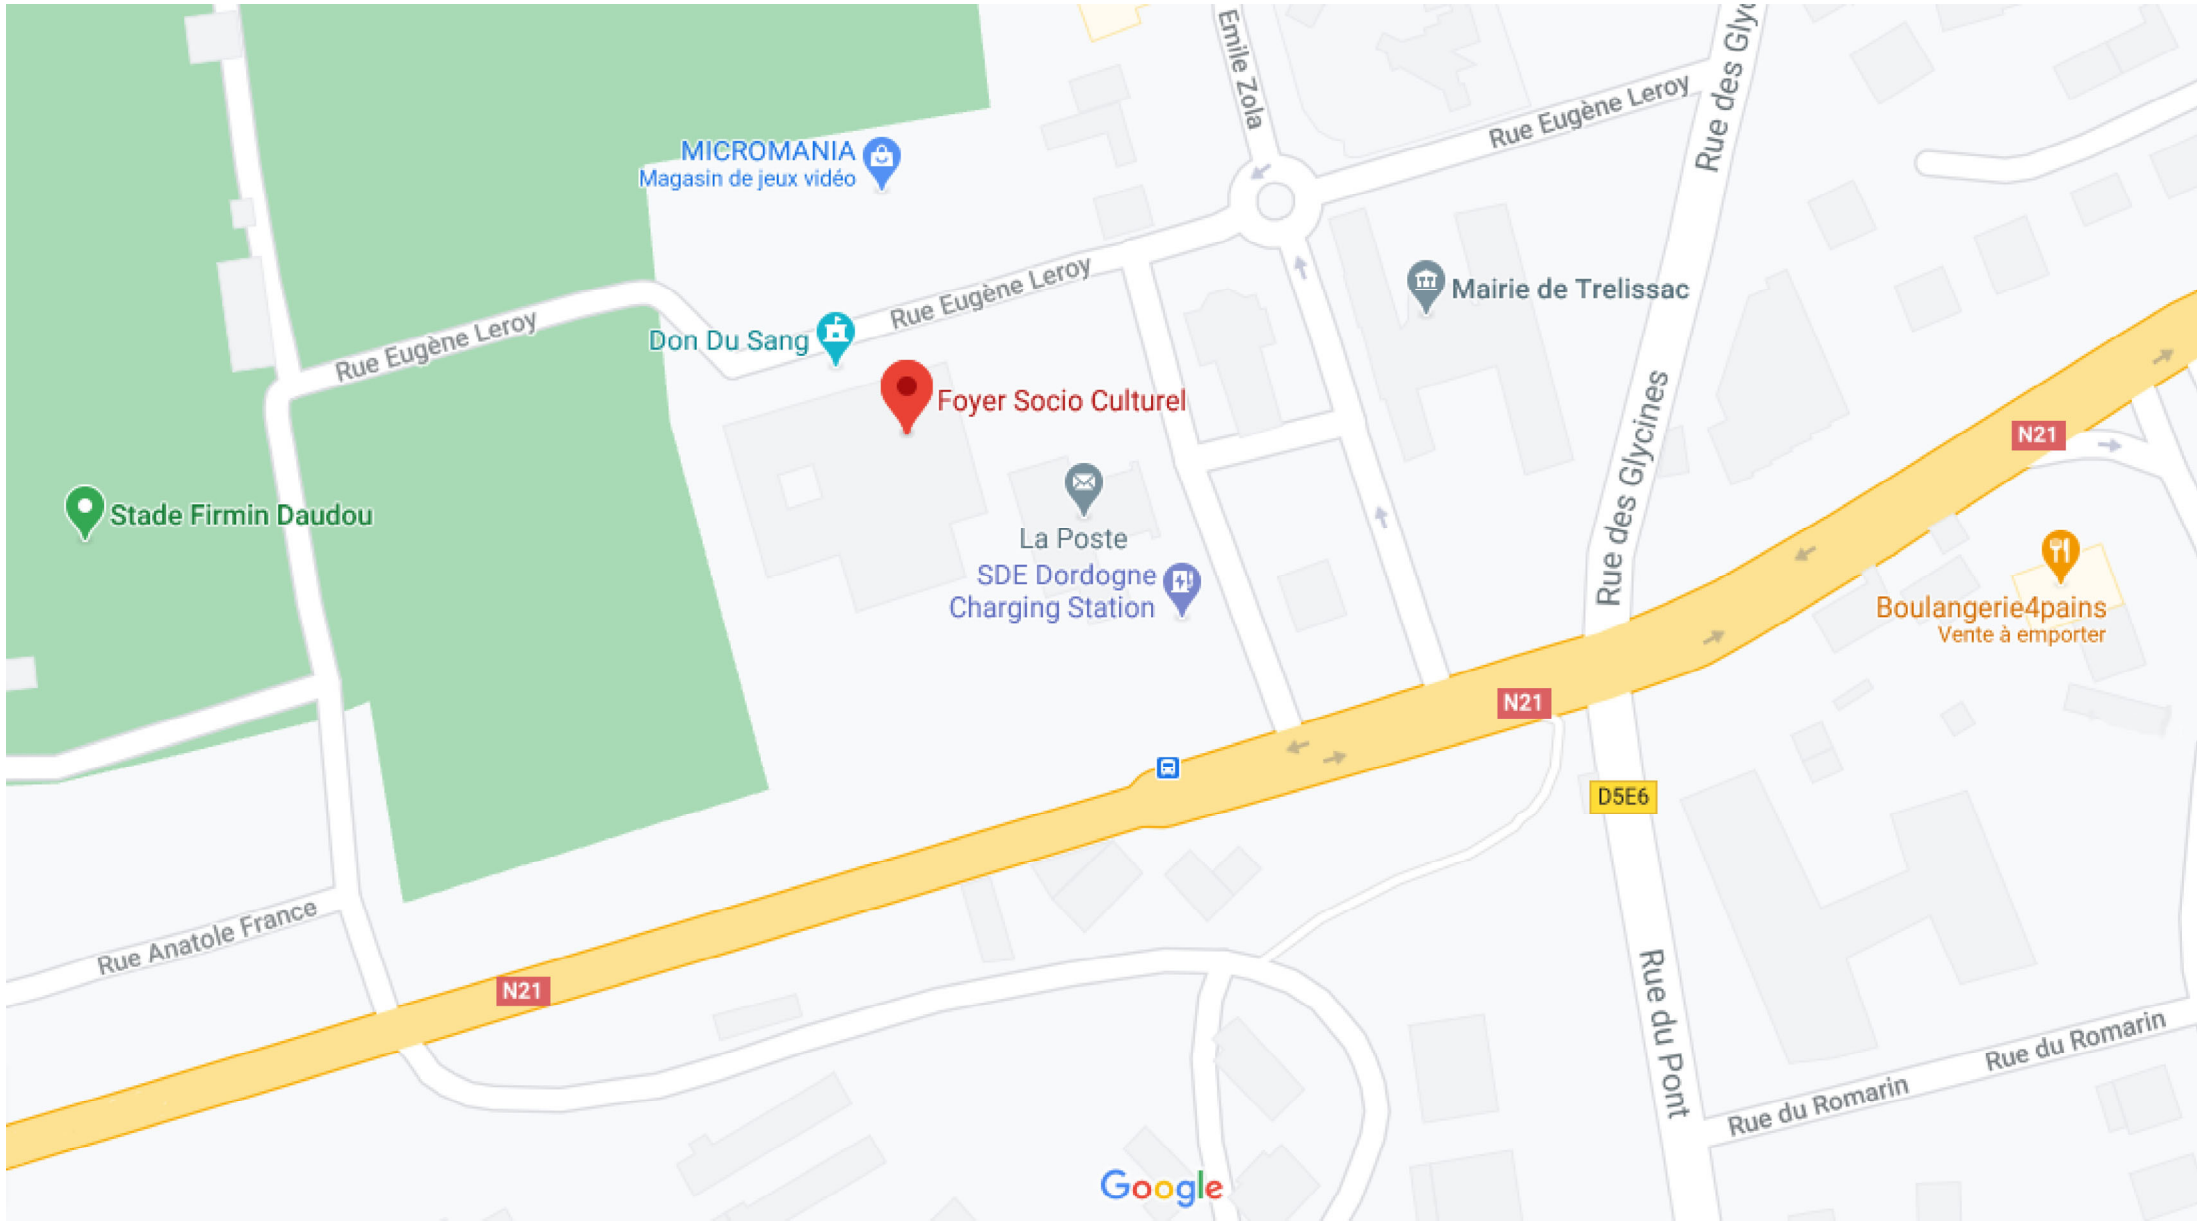 Emile Zola
Rue des Glyc
Rue Eugène Leroy
MICROMANIA
Magasin de jeux vidéo
Rue Eugène Leroy
Mairie de Trelissac
Rue Eugène Leroy
Don Du Sang
Foyer Socio Culturel
Rue des Glycines
N21
Stade Firmin Daudou
La Poste
SDE Dordogne
Charging Station
Boulangerie4pains
Vente à emporter
N21
D5E6
Rue Anatole France
N21
Rue du Pont
Rue du Romarin
Rue du Romarin
Google